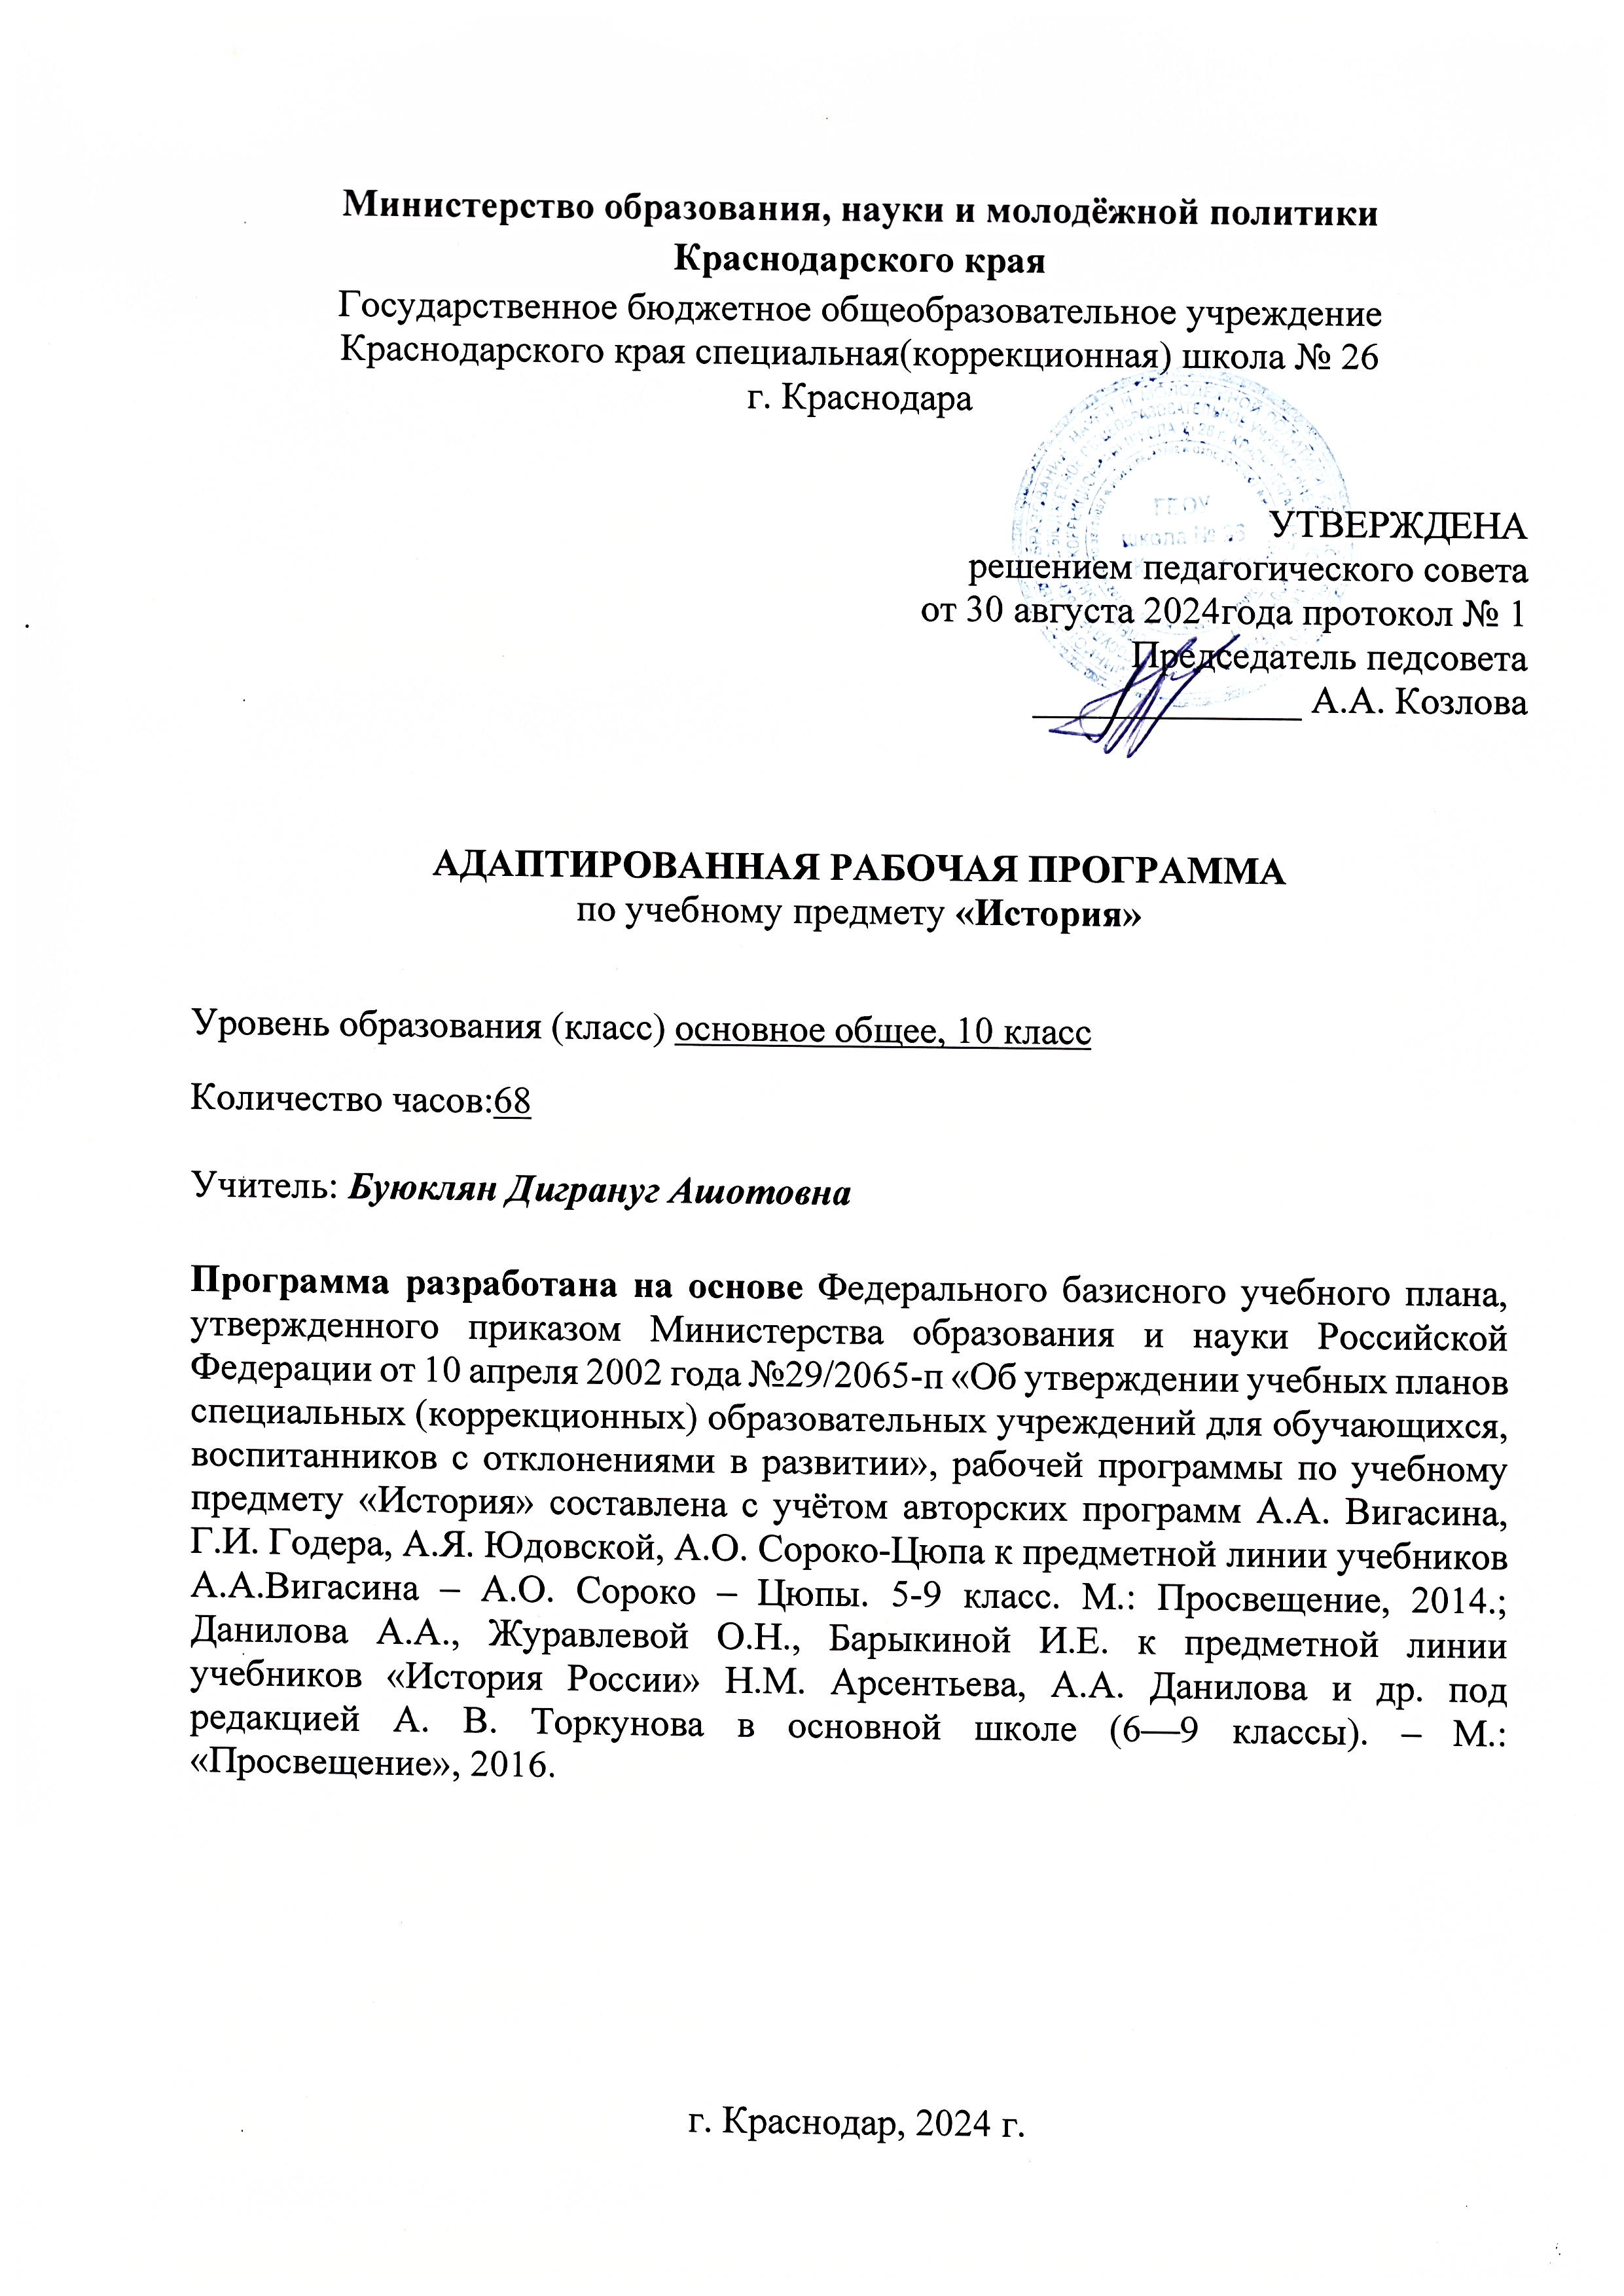 Министерство образования, науки и молодёжной политики
Краснодарского края
Государственное бюджетное общеобразовательное учреждение
Краснодарского края специальная(коррекционная) школа № 26
г. Краснодара
ГБОУ
школа № 26
УТВЕРЖДЕНА
решением педагогического совета
от 30 августа 2024года протокол № 1
Председатель педсовета
А.А. Козлова
АДАПТИРОВАННАЯ РАБОЧАЯ ПРОГРАММА
по учебному предмету «История»
Уровень образования (класс) основное общее, 10 класс
Количество часов:68
Учитель: Буюклян Дигрануг Ашотовна
Программа разработана на основе Федерального базисного учебного плана,
утвержденного приказом Министерства образования и науки Российской
Федерации от 10 апреля 2002 года №29/2065-п «Об утверждении учебных планов
специальных (коррекционных) образовательных учреждений для обучающихся,
воспитанников с отклонениями в развитии», рабочей программы по учебному
предмету «История» составлена с учётом авторских программ А.А. Вигасина,
Г.И. Годера, А.Я. Юдовской, А.О. Сороко-Цюпа к предметной линии учебников
А.А.Вигасина – А.О. Сороко – Цюпы. 5-9 класс. М.: Просвещение, 2014.;
Данилова А.А., Журавлевой О.Н., Барыкиной И.Е. к предметной линии
учебников «История России» Н.М. Арсентьева, А.А. Данилова и др. под
редакцией А. В. Торкунова в основной школе (6—9 классы). – М.:
«Просвещение», 2016.
г. Краснодар, 2024 г.